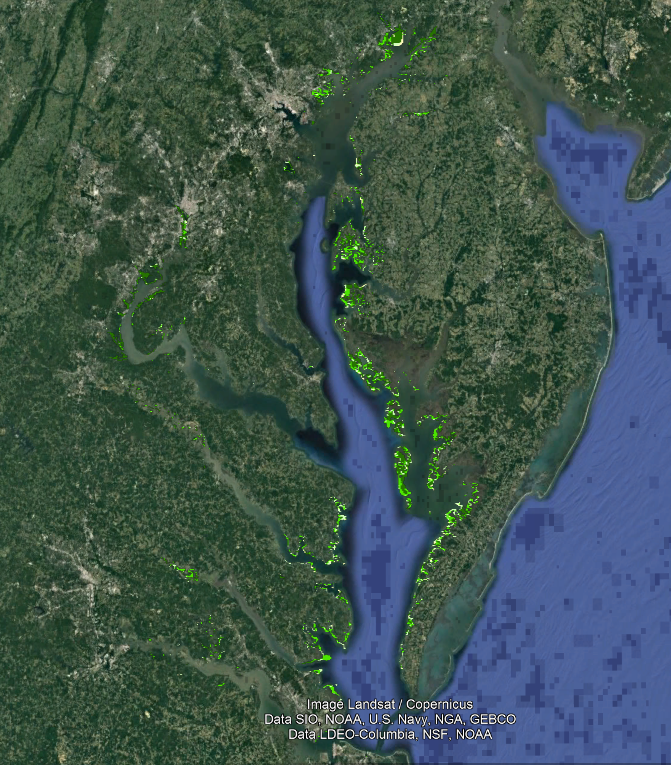 Image Landsat / Copernicus
Data SIO, NOAA, U.S. Navy, NGA, GEBCO
Data LDEO-Columbia, NSF, NOAA